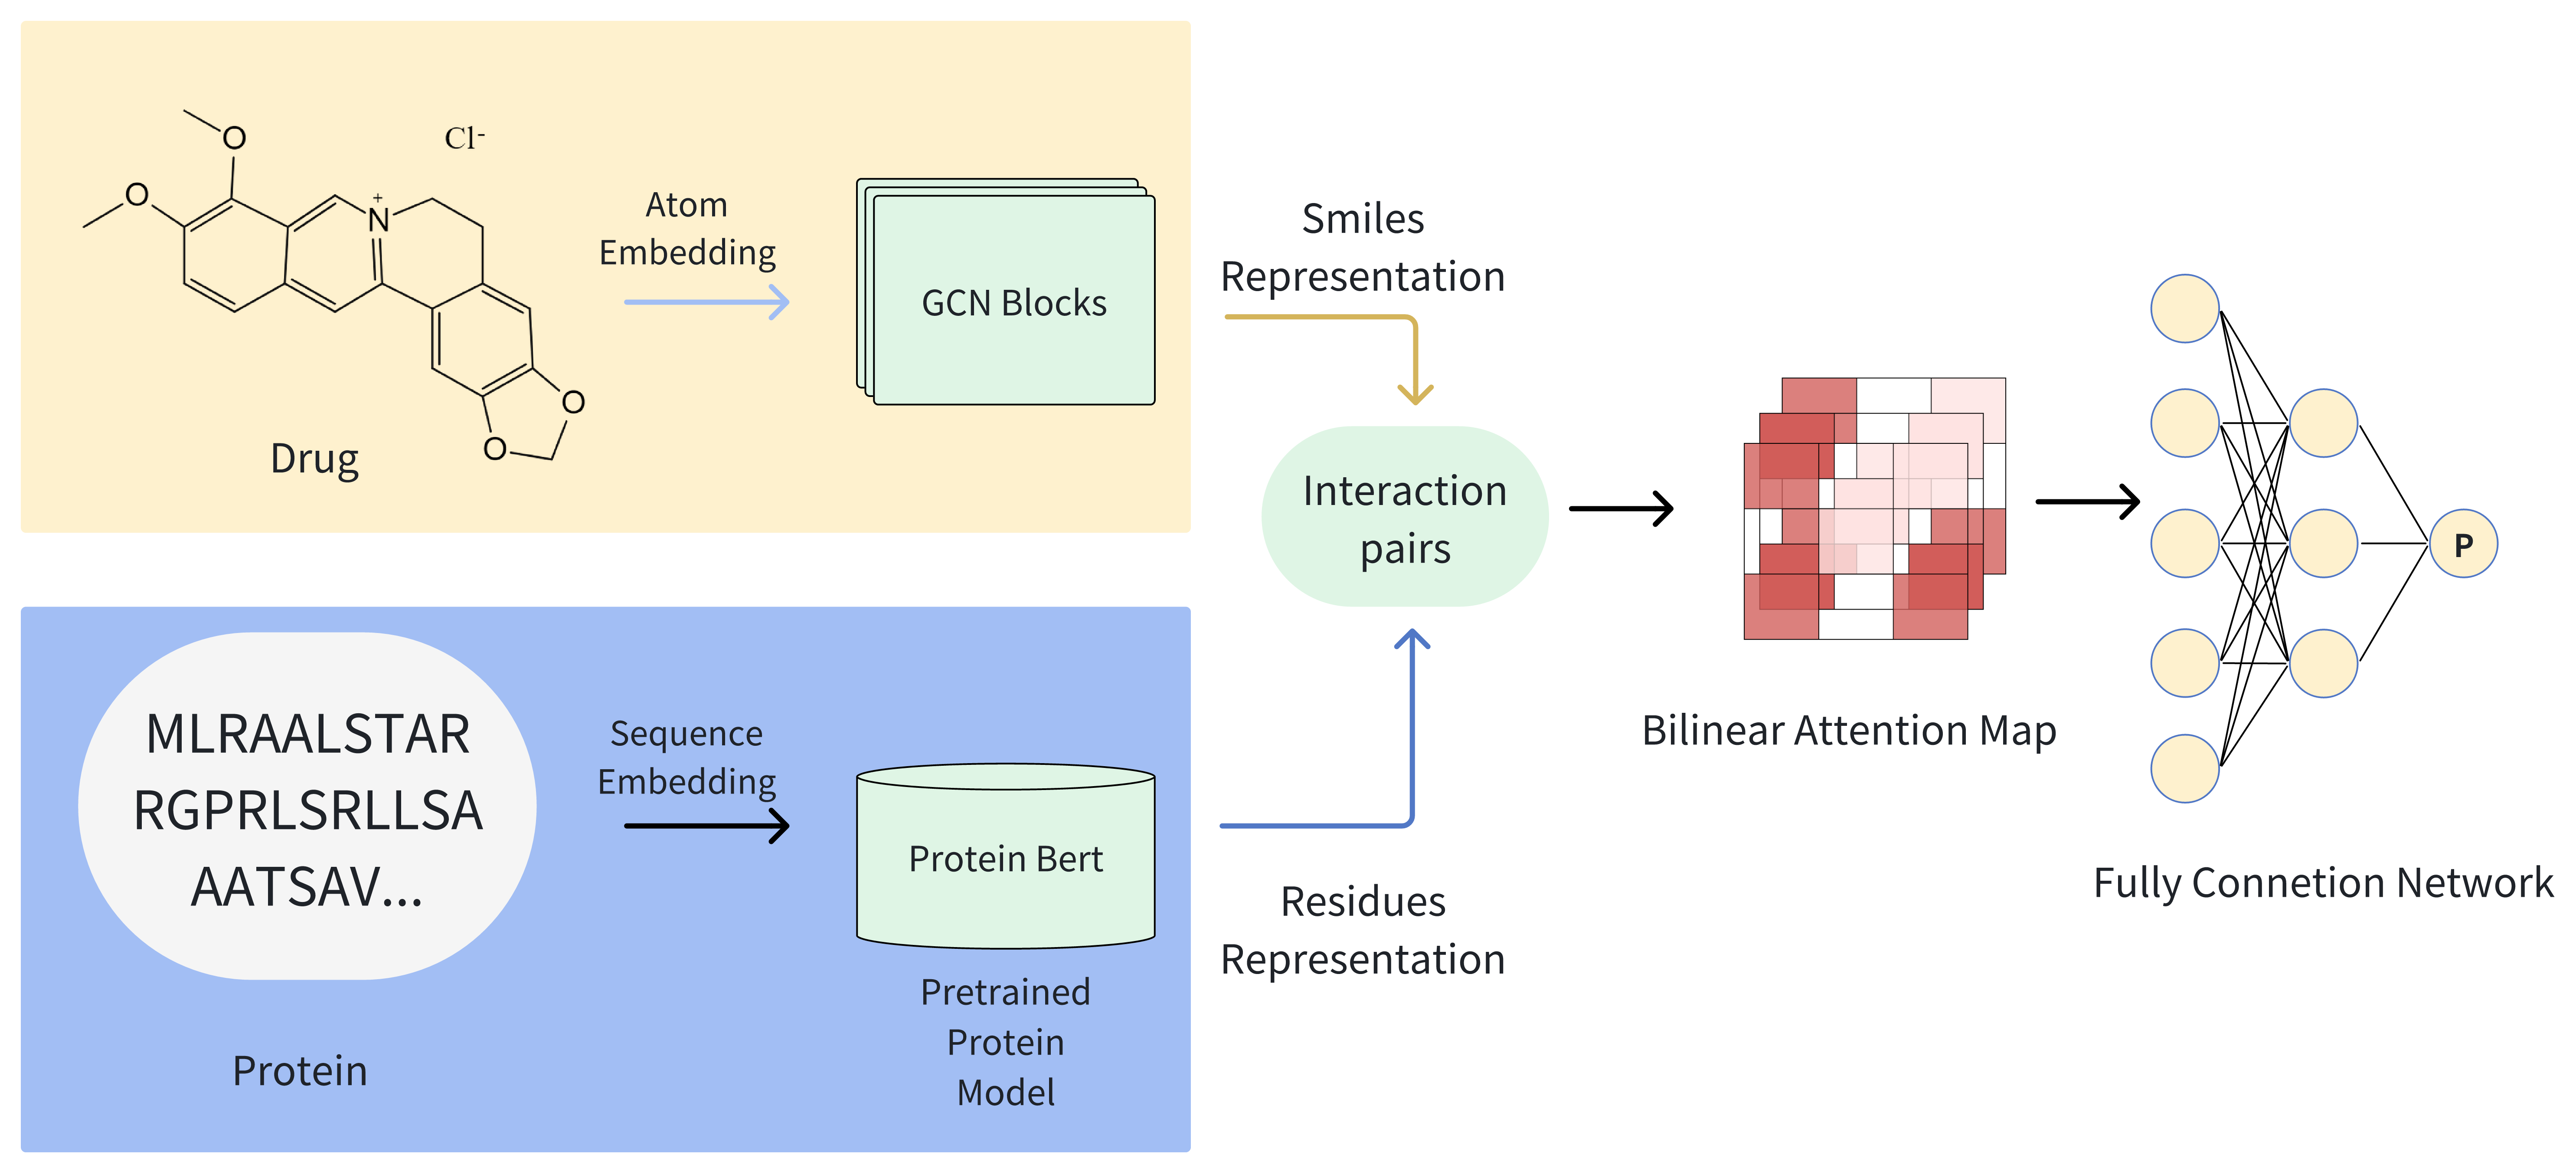 O
Cl-
O
+
N
O
O
Drug
Atom
Embedding
GCN Blocks
Smiles
Representation
Interaction
pairs
MLRAALSTAR
RGPRLSRLLSA
AATSAV...
Protein
Sequence
Embedding
Protein Bert
Pretrained
Protein
Model
Residues
Representation
Bilinear Attention Map
P
Fully Connetion Network